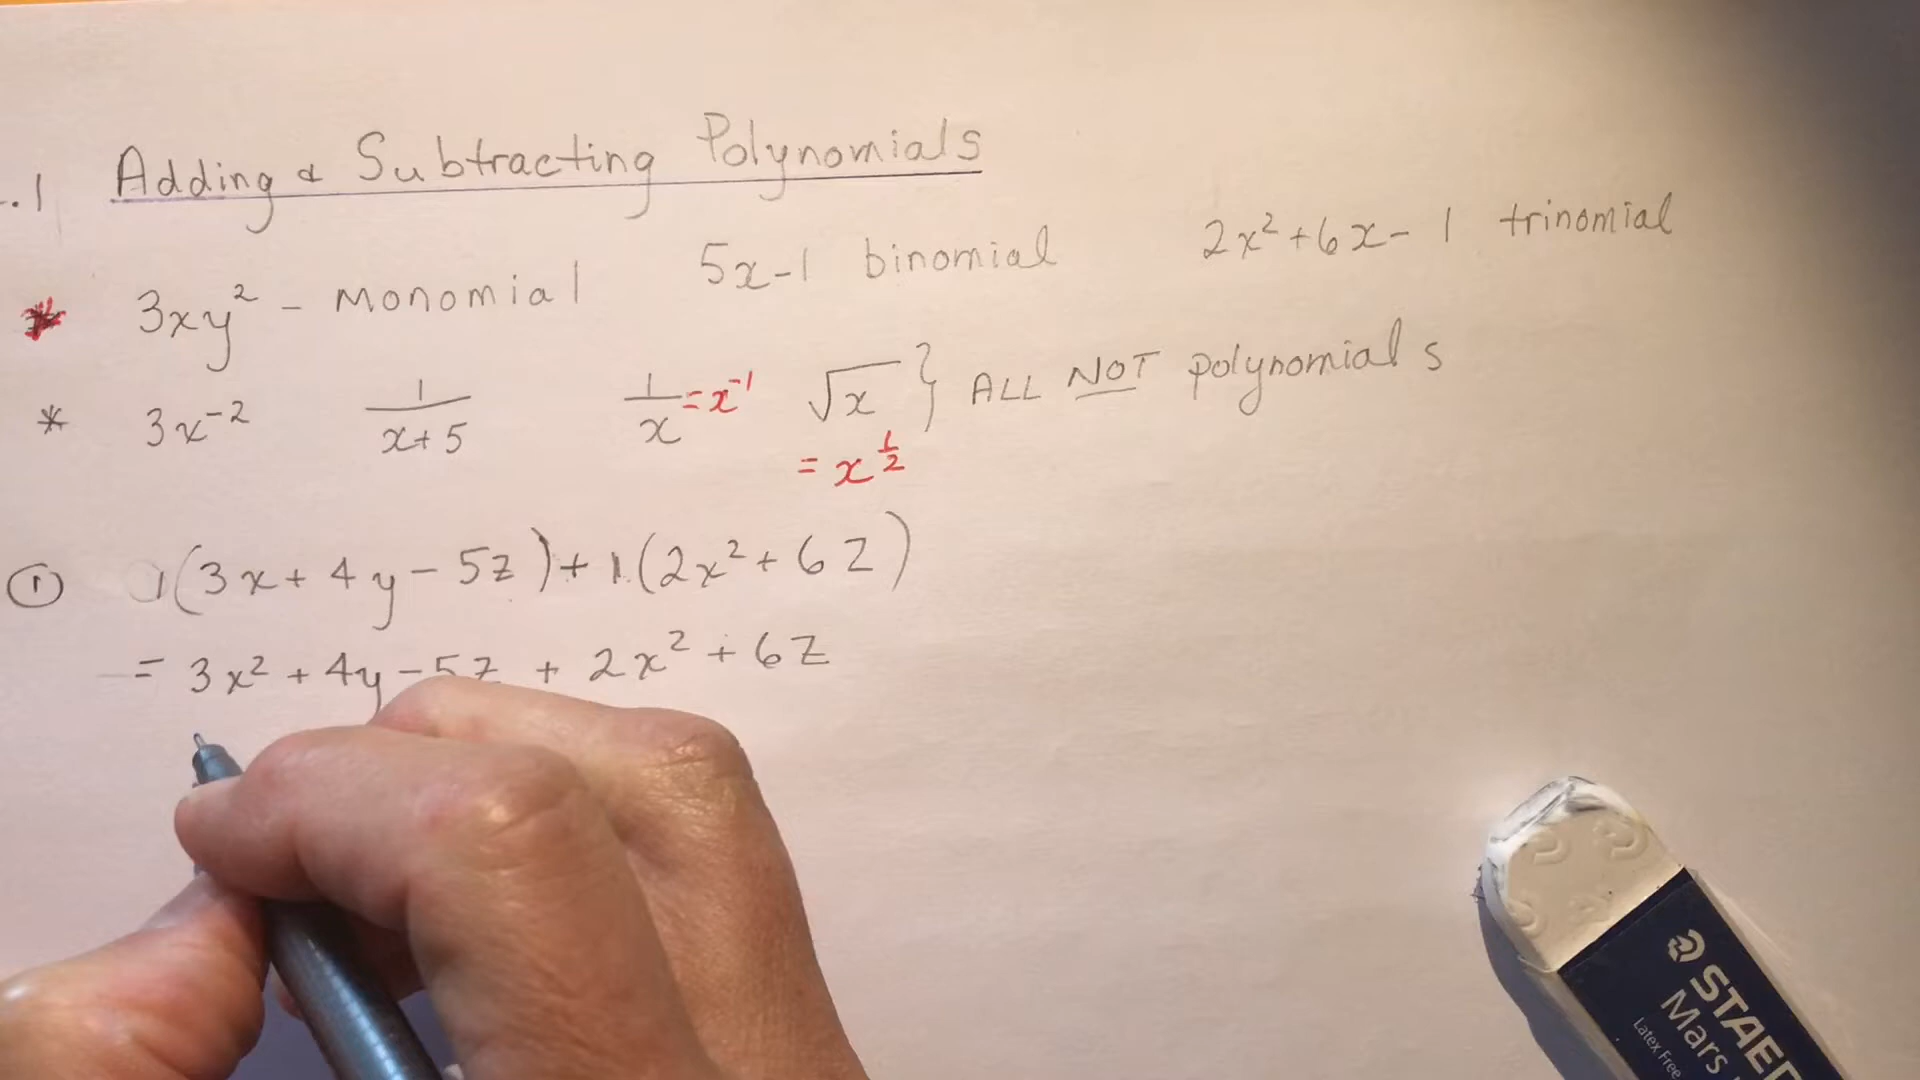 .1 Adding & Subtracting Polynomials
* 3xy² - monomial 5x-1 binomial 2x²+6x-1 trinomial
* 3x⁻² 1/(x+5) 1/x = x⁻¹ √x } ALL NOT polynomials
= x^(1/2)
① 1(3x + 4y - 5z) + 1(2x² + 6z)
= 3x² + 4y - 5z + 2x² + 6z
STAED
Mars
Latex Free